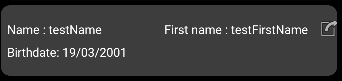 Name : testName First name : testFirstName
Birthdate: 19/03/2001